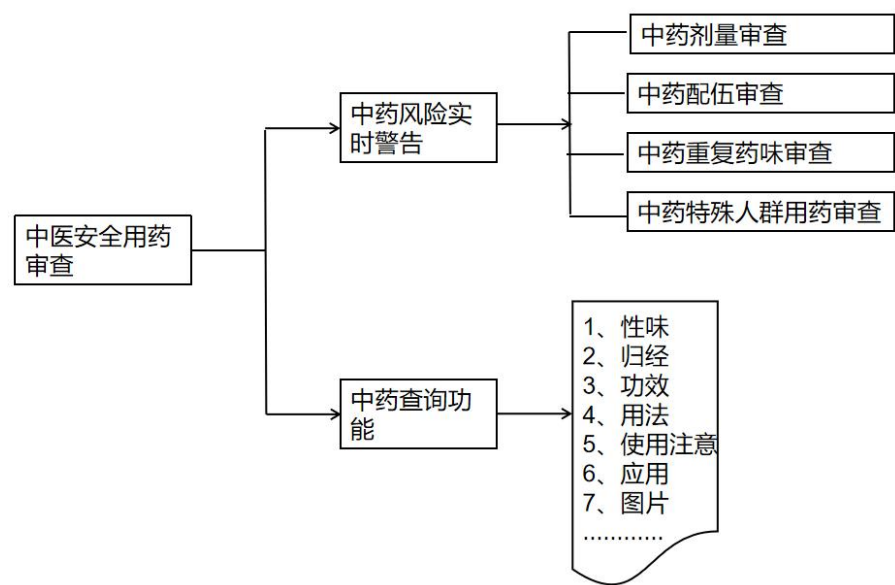 中药剂量审查
中药配伍审查
中药风险实
时警告
中药重复药味审查
中药特殊人群用药审查
中医安全用药
审查
1、性味
2、归经
3、功效
中药查询功
能
4、用法
5、使用注意
6、应用
7、图片
............